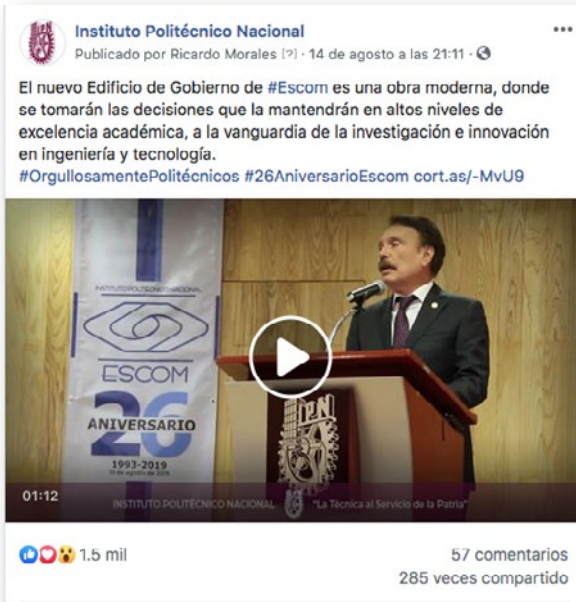 Instituto Politécnico Nacional
Publicado por Ricardo Morales [?] · 14 de agosto a las 21:11 ·
El nuevo Edificio de Gobierno de #Escom es una obra moderna, donde
se tomarán las decisiones que la mantendrán en altos niveles de
excelencia académica, a la vanguardia de la investigación e innovación
en ingeniería y tecnología.
#OrgullosamentePolitécnicos #26AniversarioEscom cort.as/-MvU9
INSTITUTO POLITÉCNICO NACIONAL
ESCOM
26
ANIVERSARIO
1993-2019
IPN
01:12
INSTITUTO POLITÉCNICO NACIONAL "La Técnica al Servicio de la Patria"
1.5 mil
57 comentarios
285 veces compartido